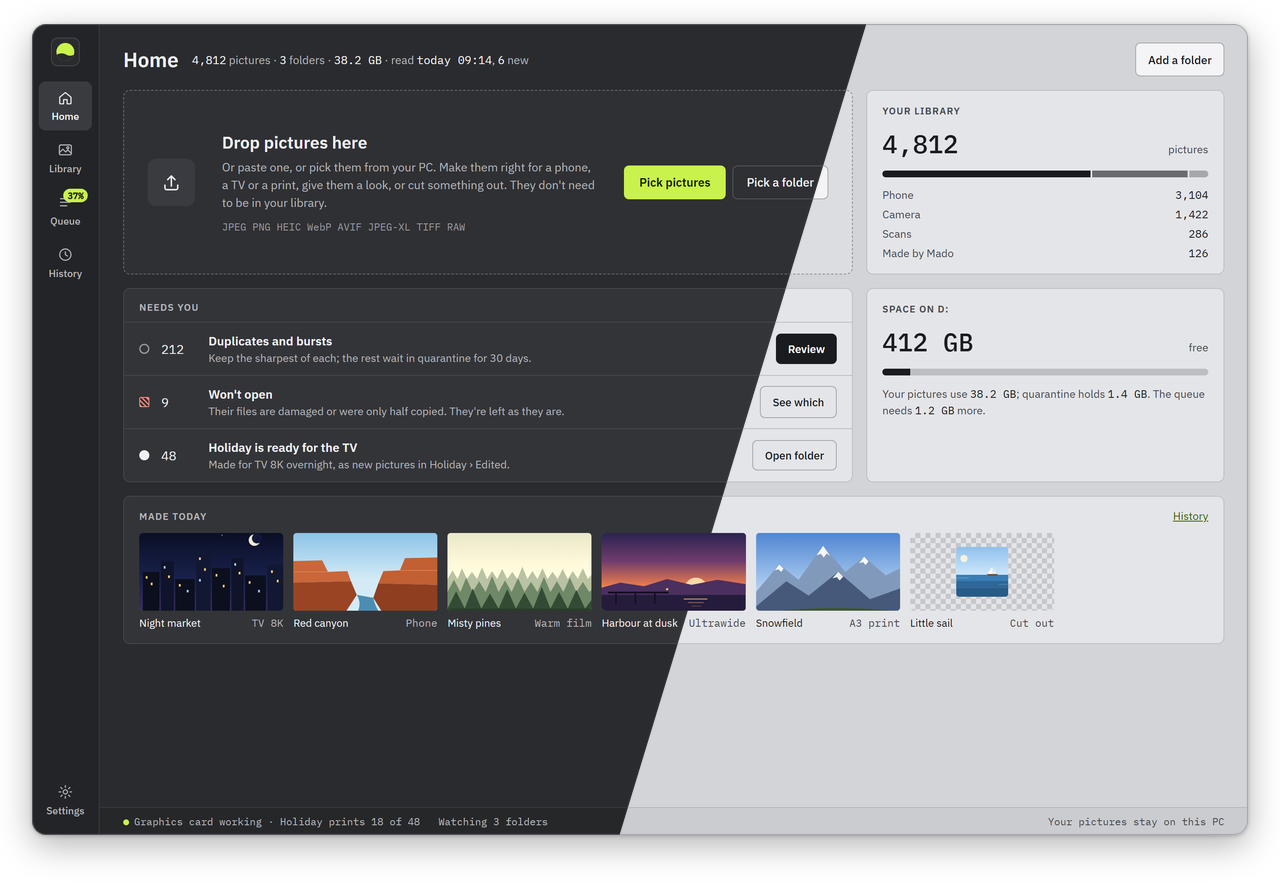 Home
4,812 pictures · 3 folders · 38.2 GB · read today 09:14, 6 new
Add a folder
Home
Library
37%
Queue
History
Settings
Drop pictures here
Or paste one, or pick them from your PC. Make them right for a phone,
a TV or a print, give them a look, or cut something out. They don't need
to be in your library.
JPEG PNG HEIC WebP AVIF JPEG-XL TIFF RAW
Pick pictures
Pick a folder
YOUR LIBRARY
4,812 pictures
Phone 3,104
Camera 1,422
Scans 286
Made by Mado 126
NEEDS YOU
212 Duplicates and bursts
Keep the sharpest of each; the rest wait in quarantine for 30 days.
Review
9 Won't open
Their files are damaged or were only half copied. They're left as they are.
See which
48 Holiday is ready for the TV
Made for TV 8K overnight, as new pictures in Holiday › Edited.
Open folder
SPACE ON D:
412 GB free
Your pictures use 38.2 GB; quarantine holds 1.4 GB. The queue
needs 1.2 GB more.
MADE TODAY
History
Night market TV 8K
Red canyon Phone
Misty pines Warm film
Harbour at dusk Ultrawide
Snowfield A3 print
Little sail Cut out
Graphics card working · Holiday prints 18 of 48 Watching 3 folders
Your pictures stay on this PC